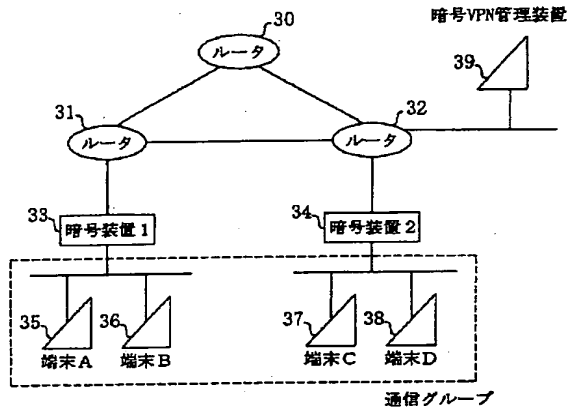 30
ルータ
暗号VPN管理装置
39
31
ルータ
32
ルータ
33
暗号装置1
34
暗号装置2
35
端末A
36
端末B
37
端末C
38
端末D
通信グループ